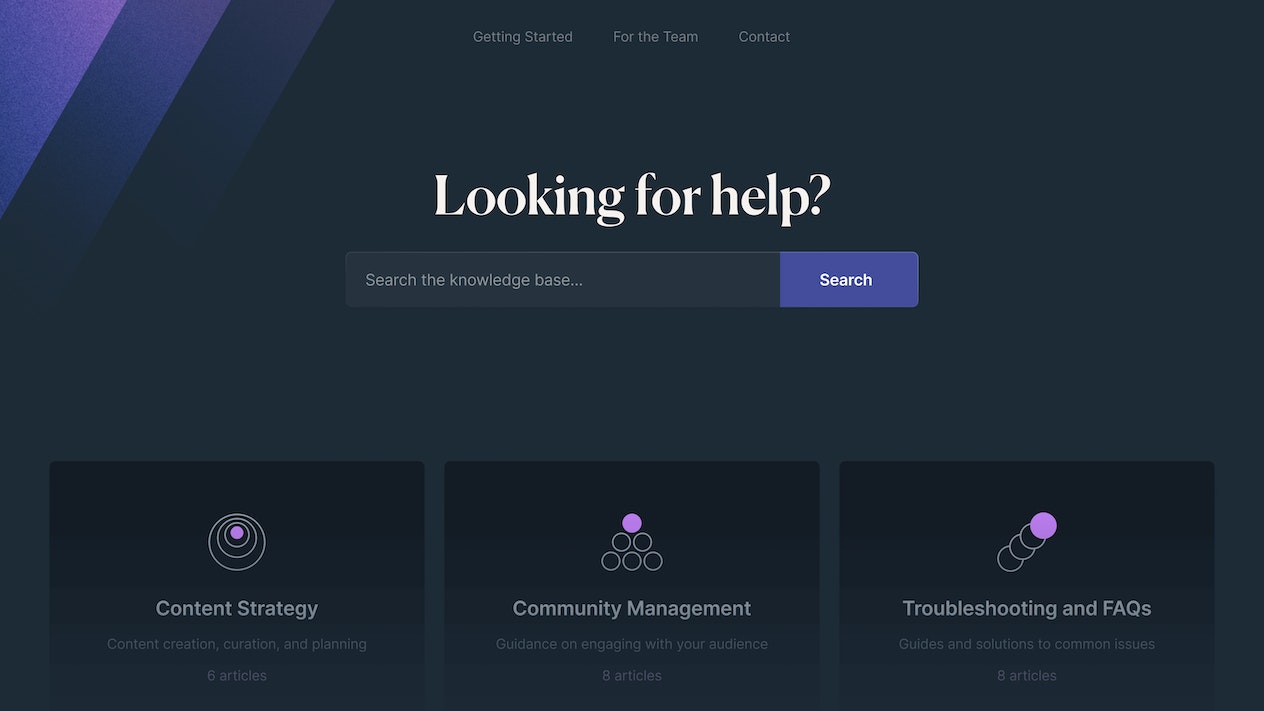 Getting Started For the Team Contact
Looking for help?
Search the knowledge base...
Search
Content Strategy
Content creation, curation, and planning
6 articles
Community Management
Guidance on engaging with your audience
8 articles
Troubleshooting and FAQs
Guides and solutions to common issues
8 articles